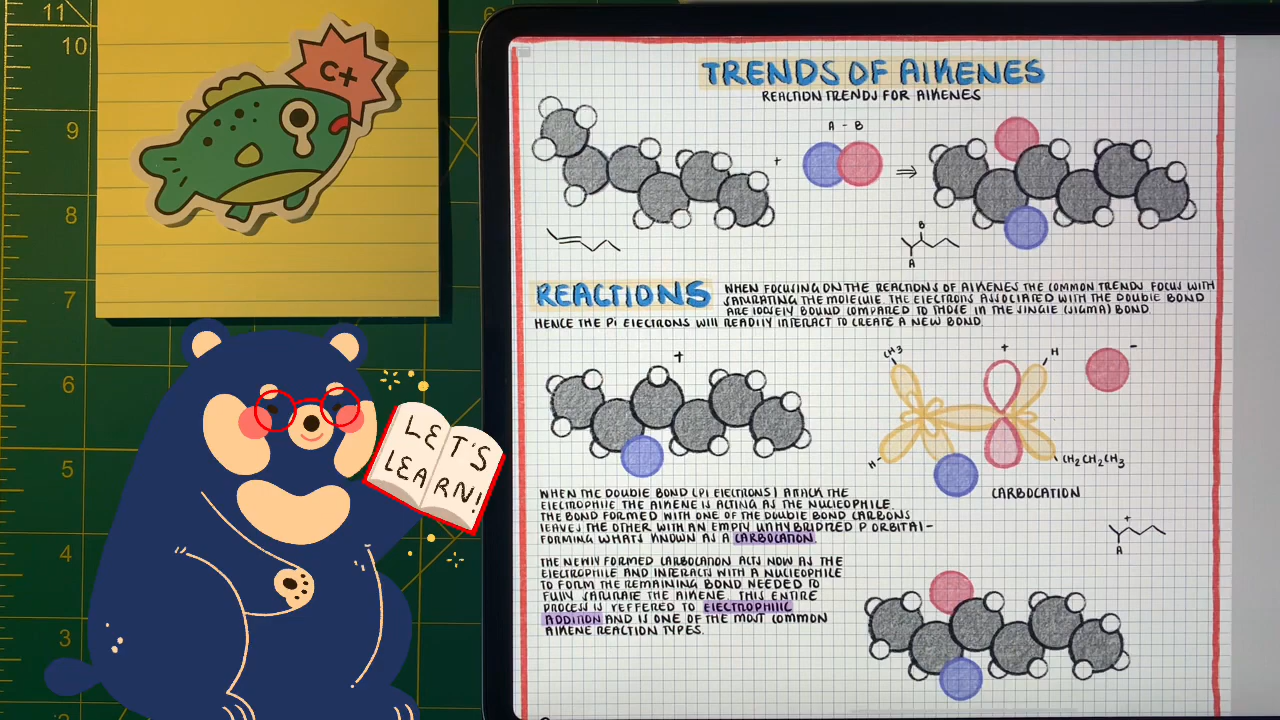 11
10
9
8
7
6
5
4
3
2
6
C+
LET'S
LEARN!
TRENDS OF ALKENES
REACTION TRENDS FOR ALKENES
A - B
+
⇒
B
A
REACTIONS
WHEN FOCUSING ON THE REACTIONS OF ALKENES THE COMMON TRENDS FOCUS WITH
SATURATING THE MOLECULE. THE ELECTRONS ASSOCIATED WITH THE DOUBLE BOND
ARE LOOSELY BOUND COMPARED TO THOSE IN THE SINGLE (SIGMA) BOND.
HENCE THE PI ELECTRONS WILL READILY INTERACT TO CREATE A NEW BOND.
+
CH3
+
H
-
H-
CH2CH2CH3
CARBOCATION
WHEN THE DOUBLE BOND (PI ELECTRONS) ATTACK THE
ELECTROPHILE THE ALKENE IS ACTING AS THE NUCLEOPHILE.
THE BOND FORMED WITH ONE OF THE DOUBLE BOND CARBONS
LEAVES THE OTHER WITH AN EMPTY UNHYBRIDIZED P ORBITAL -
FORMING WHATS KNOWN AS A CARBOCATION.
+
A
THE NEWLY FORMED CARBOCATION ACTS NOW AS THE
ELECTROPHILE AND INTERACTS WITH A NUCLEOPHILE
TO FORM THE REMAINING BOND NEEDED TO
FULLY SATURATE THE ALKENE. THIS ENTIRE
PROCESS IS REFFERED TO ELECTROPHILIC
ADDITION AND IS ONE OF THE MOST COMMON
ALKENE REACTION TYPES.